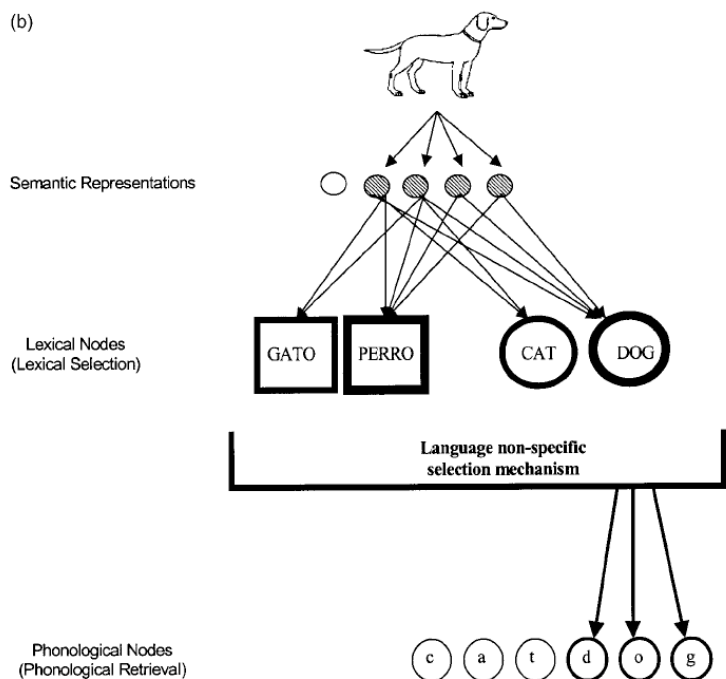 (b)
Semantic Representations
Lexical Nodes
(Lexical Selection)
GATO
PERRO
CAT
DOG
Language non-specific
selection mechanism
Phonological Nodes
(Phonological Retrieval)
c a t d o g